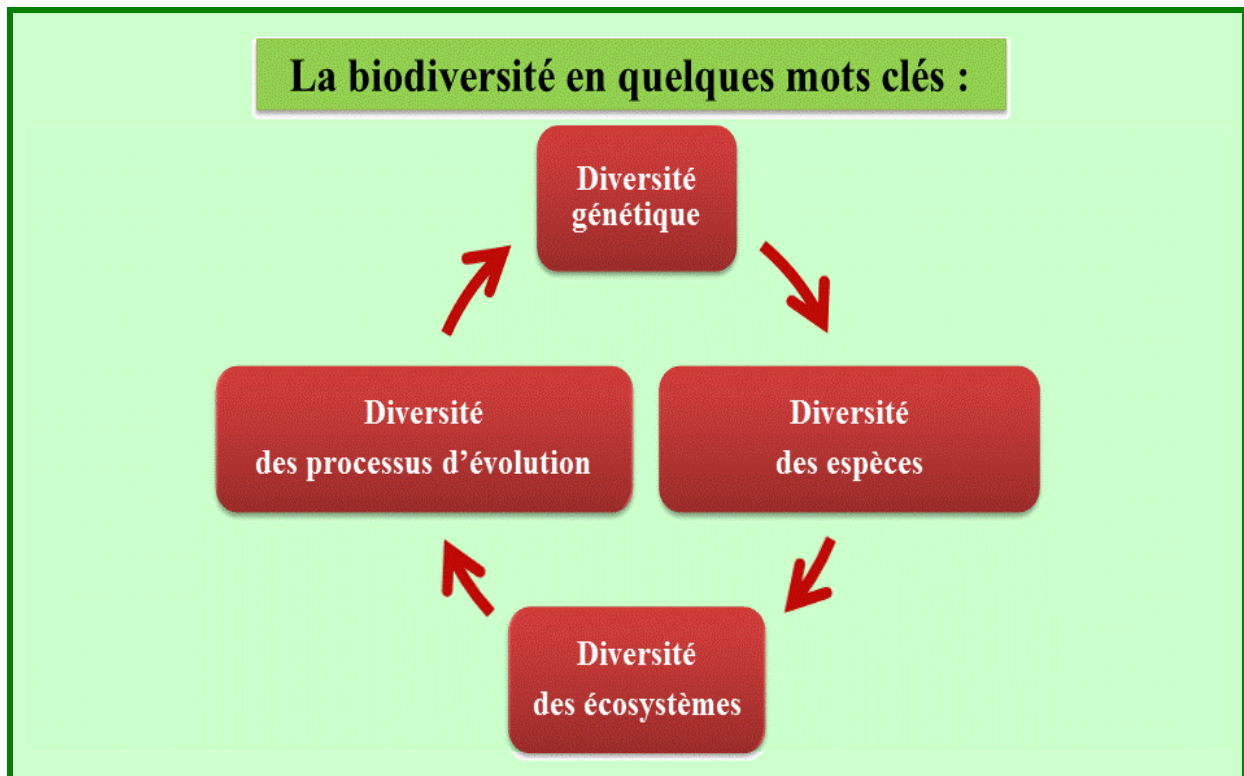 La biodiversité en quelques mots clés :
Diversité
génétique
Diversité
des processus d’évolution
Diversité
des espèces
Diversité
des écosystèmes